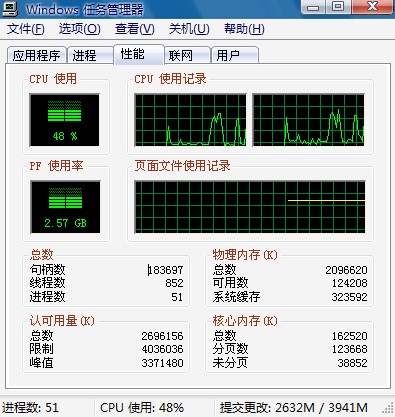 Windows 任务管理器
文件(F) 选项(O) 查看(V) 关机(U) 帮助(H)
应用程序 进程 性能 联网 用户
CPU 使用 CPU 使用记录
48 %
PF 使用率 页面文件使用记录
2.57 GB
总数 物理内存(K)
句柄数 183697 总数 2096620
线程数 852 可用数 124208
进程数 51 系统缓存 323592
认可用量(K) 核心内存(K)
总数 2696156 总数 162520
限制 4036036 分页数 123668
峰值 3371480 未分页 38852
进程数: 51 CPU 使用: 48% 提交更改: 2632M / 3941M